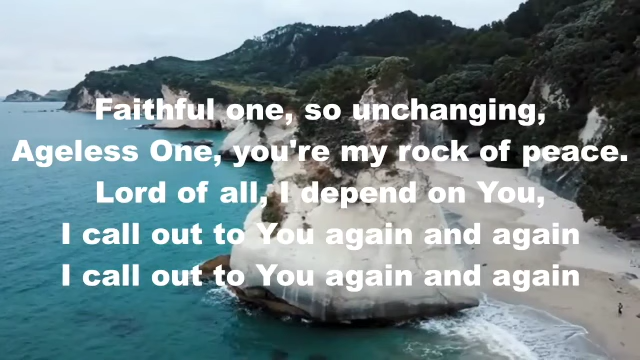 Faithful one, so unchanging,
Ageless One, you're my rock of peace.
Lord of all, I depend on You,
I call out to You again and again
I call out to You again and again